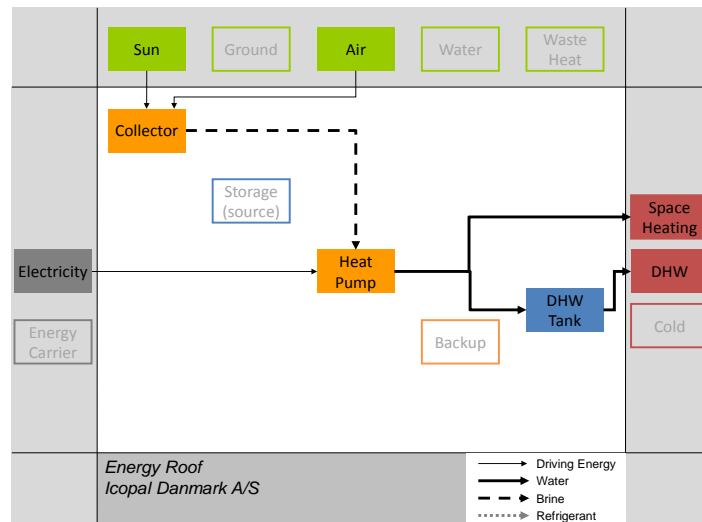 Sun
Ground
Air
Water
Waste
Heat
Collector
Storage
(source)
Space
Heating
Electricity
Heat
Pump
DHW
DHW
Tank
Energy
Carrier
Backup
Cold
Energy Roof
Icopal Danmark A/S
Driving Energy
Water
Brine
Refrigerant